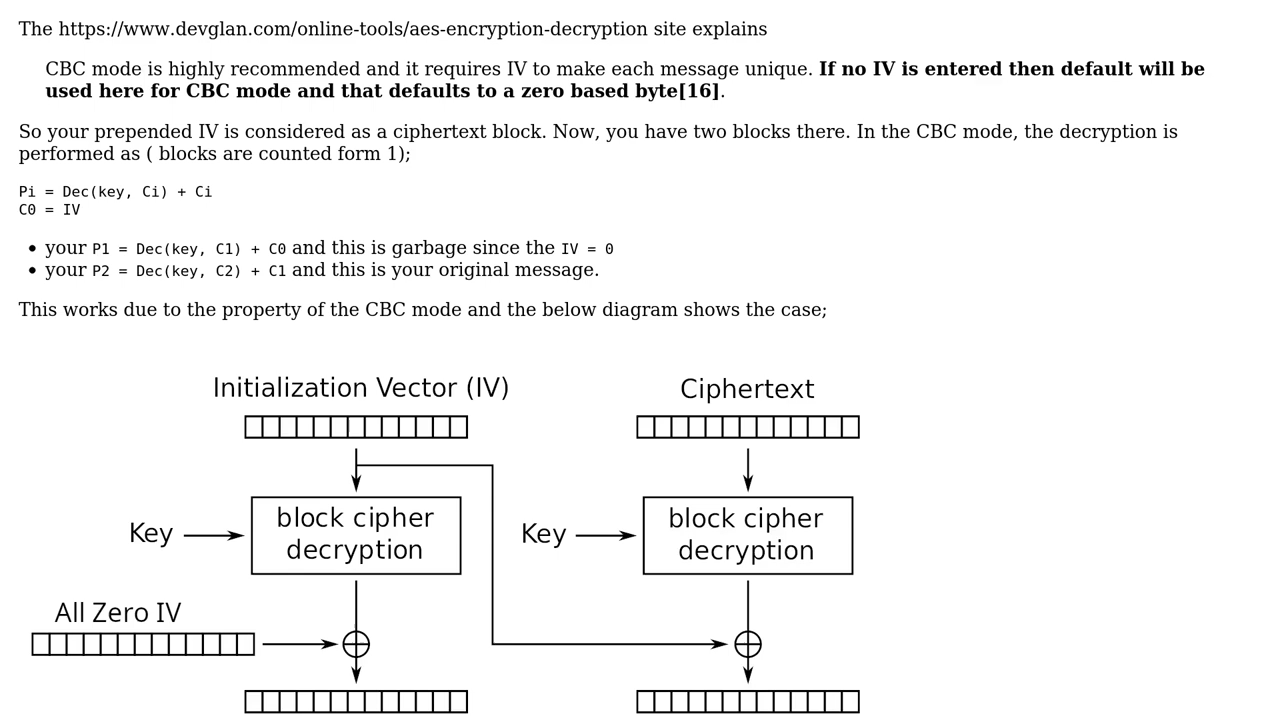 The https://www.devglan.com/online-tools/aes-encryption-decryption site explains
CBC mode is highly recommended and it requires IV to make each message unique. If no IV is entered then default will be
used here for CBC mode and that defaults to a zero based byte[16].
So your prepended IV is considered as a ciphertext block. Now, you have two blocks there. In the CBC mode, the decryption is
performed as ( blocks are counted form 1);
Pi = Dec(key, Ci) + Ci
C0 = IV
• your P1 = Dec(key, C1) + C0 and this is garbage since the IV = 0
• your P2 = Dec(key, C2) + C1 and this is your original message.
This works due to the property of the CBC mode and the below diagram shows the case;
Initialization Vector (IV)
Ciphertext
Key
block cipher
decryption
Key
block cipher
decryption
All Zero IV